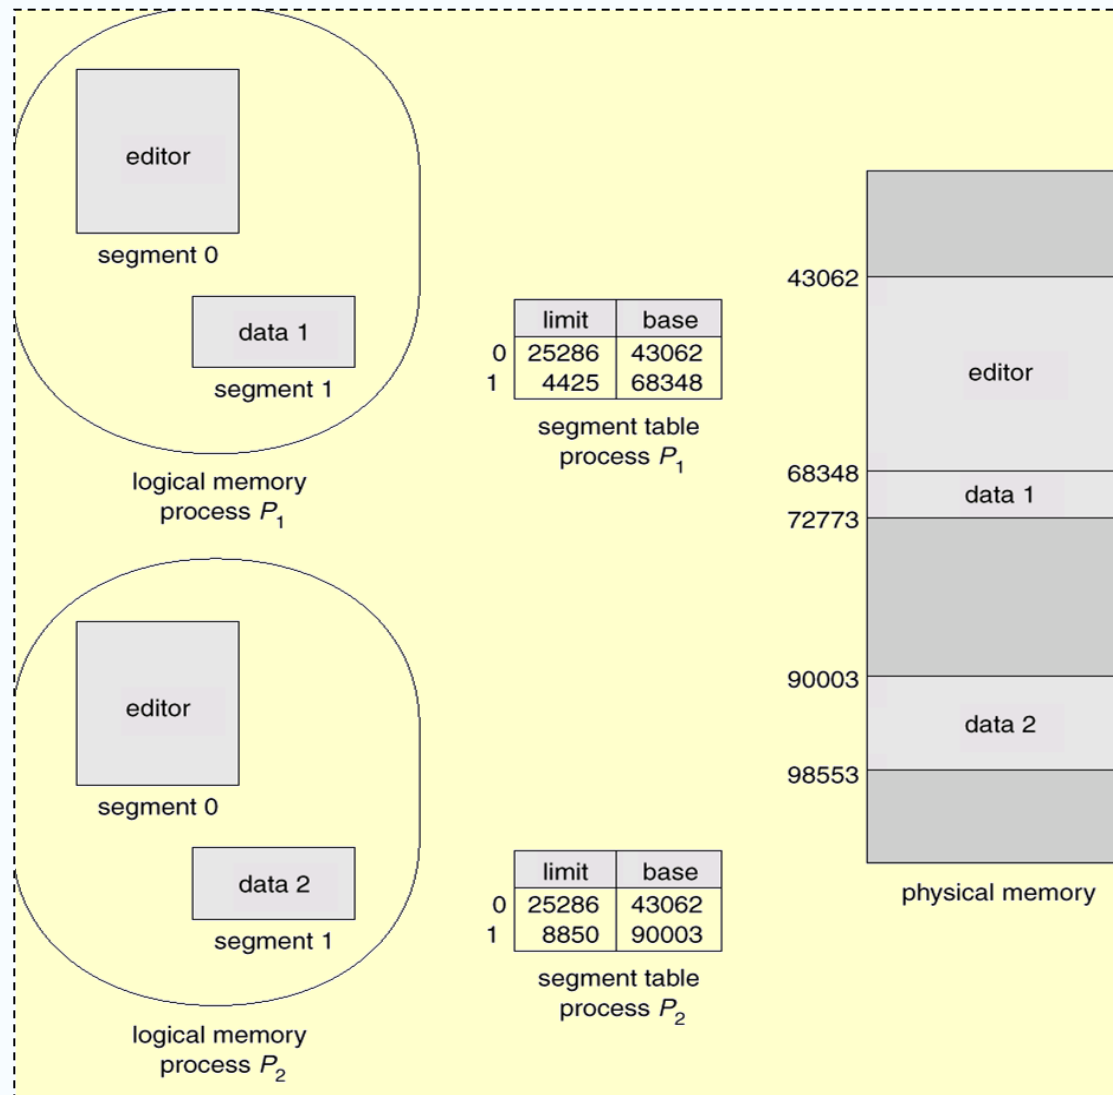 editor
segment 0
data 1
segment 1
logical memory
process P1
limit base
0 25286 43062
1 4425 68348
segment table
process P1
editor
segment 0
data 2
segment 1
logical memory
process P2
limit base
0 25286 43062
1 8850 90003
segment table
process P2
43062
editor
68348
data 1
72773
90003
data 2
98553
physical memory